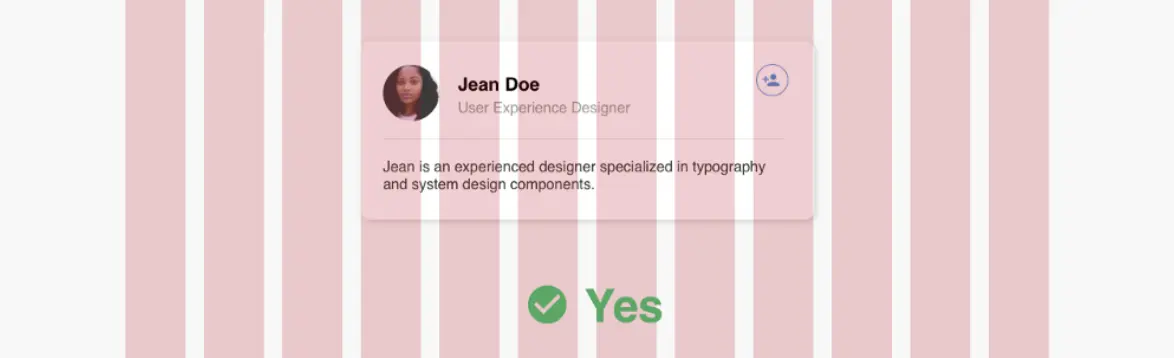 Jean Doe
User Experience Designer
Jean is an experienced designer specialized in typography
and system design components.
Yes